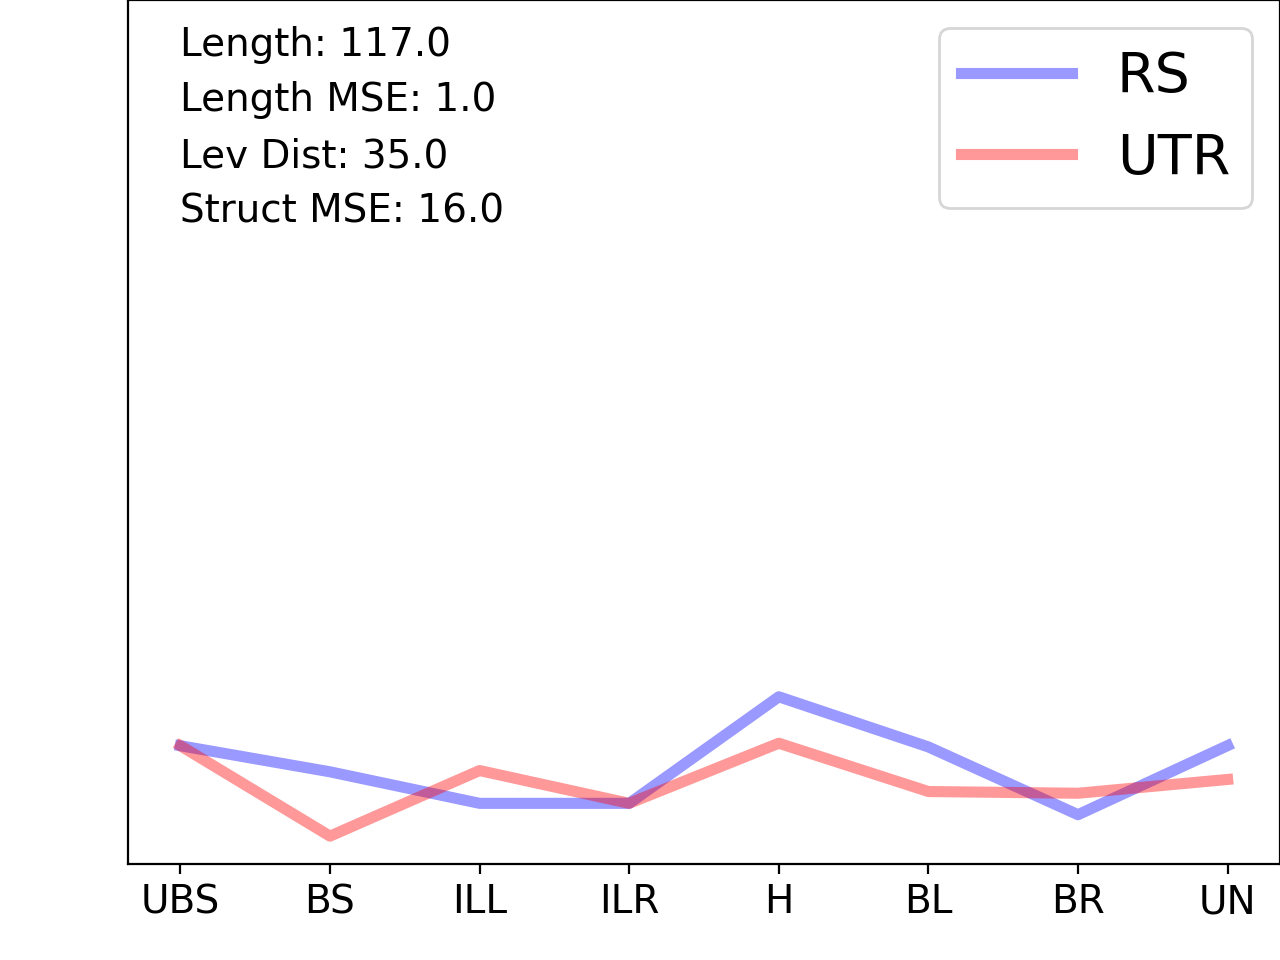 Length: 117.0
Length MSE: 1.0
Lev Dist: 35.0
Struct MSE: 16.0
RS
UTR
UBS BS ILL ILR H BL BR UN